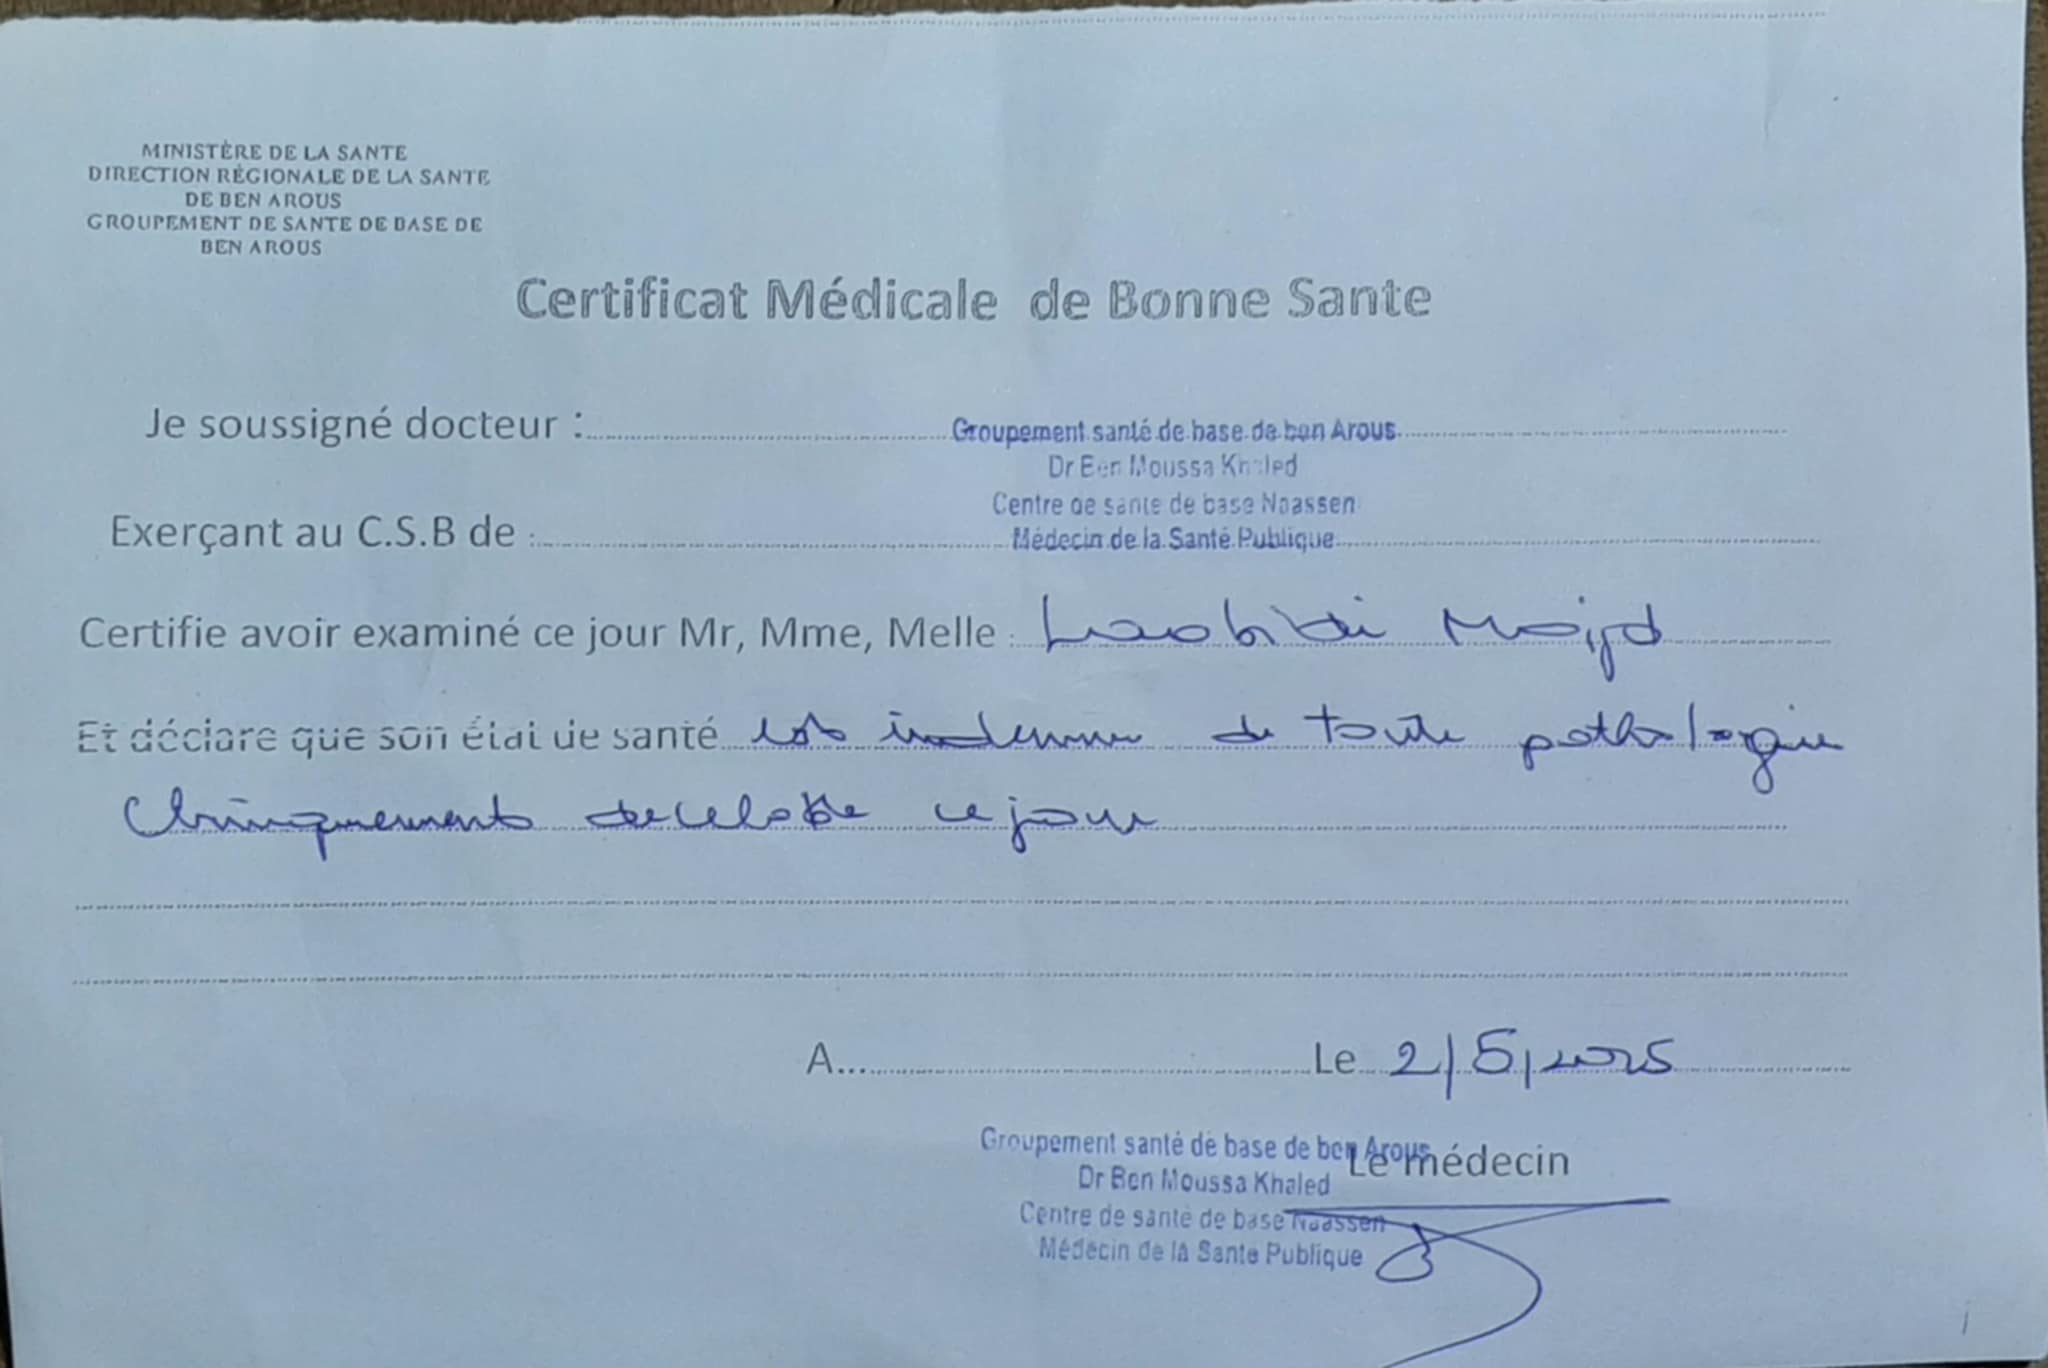 MINISTÈRE DE LA SANTE
DIRECTION RÉGIONALE DE LA SANTE
DE BEN AROUS
GROUPEMENT DE SANTE DE BASE DE
BEN AROUS
Certificat Médicale de Bonne Sante
Je soussigné docteur : Groupement santé de base de ben Arous
Dr Ben Moussa Khaled
Centre de santé de base Naassen
Exerçant au C.S.B de : Médecin de la Santé Publique
Certifie avoir examiné ce jour Mr, Mme, Melle : Majd
Et déclare que son état de santé est indemne de toute pathologie
cliniquement decelable ce jour
A... Le 2/5/2025
Groupement santé de base de ben Arous
Le médecin
Dr Ben Moussa Khaled
Centre de santé de base Naassen
Médecin de la Sante Publique